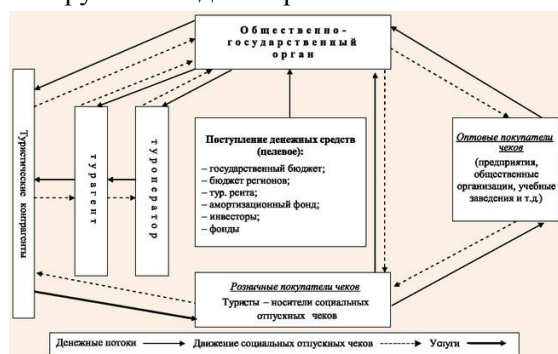 Общественно-
государственный
орган
Туристические контрагенты
турагент
туроператор
Поступление денежных средств
(целевое):
– государственный бюджет;
– бюджет регионов;
– тур. рента;
– амортизационный фонд;
– инвесторы;
– фонды
Оптовые покупатели
чеков
(предприятия,
общественные
организации, учебные
заведения и т.д.)
Розничные покупатели чеков
Туристы – носители социальных
отпускных чеков
Денежные потоки Движение социальных отпускных чеков Услуги